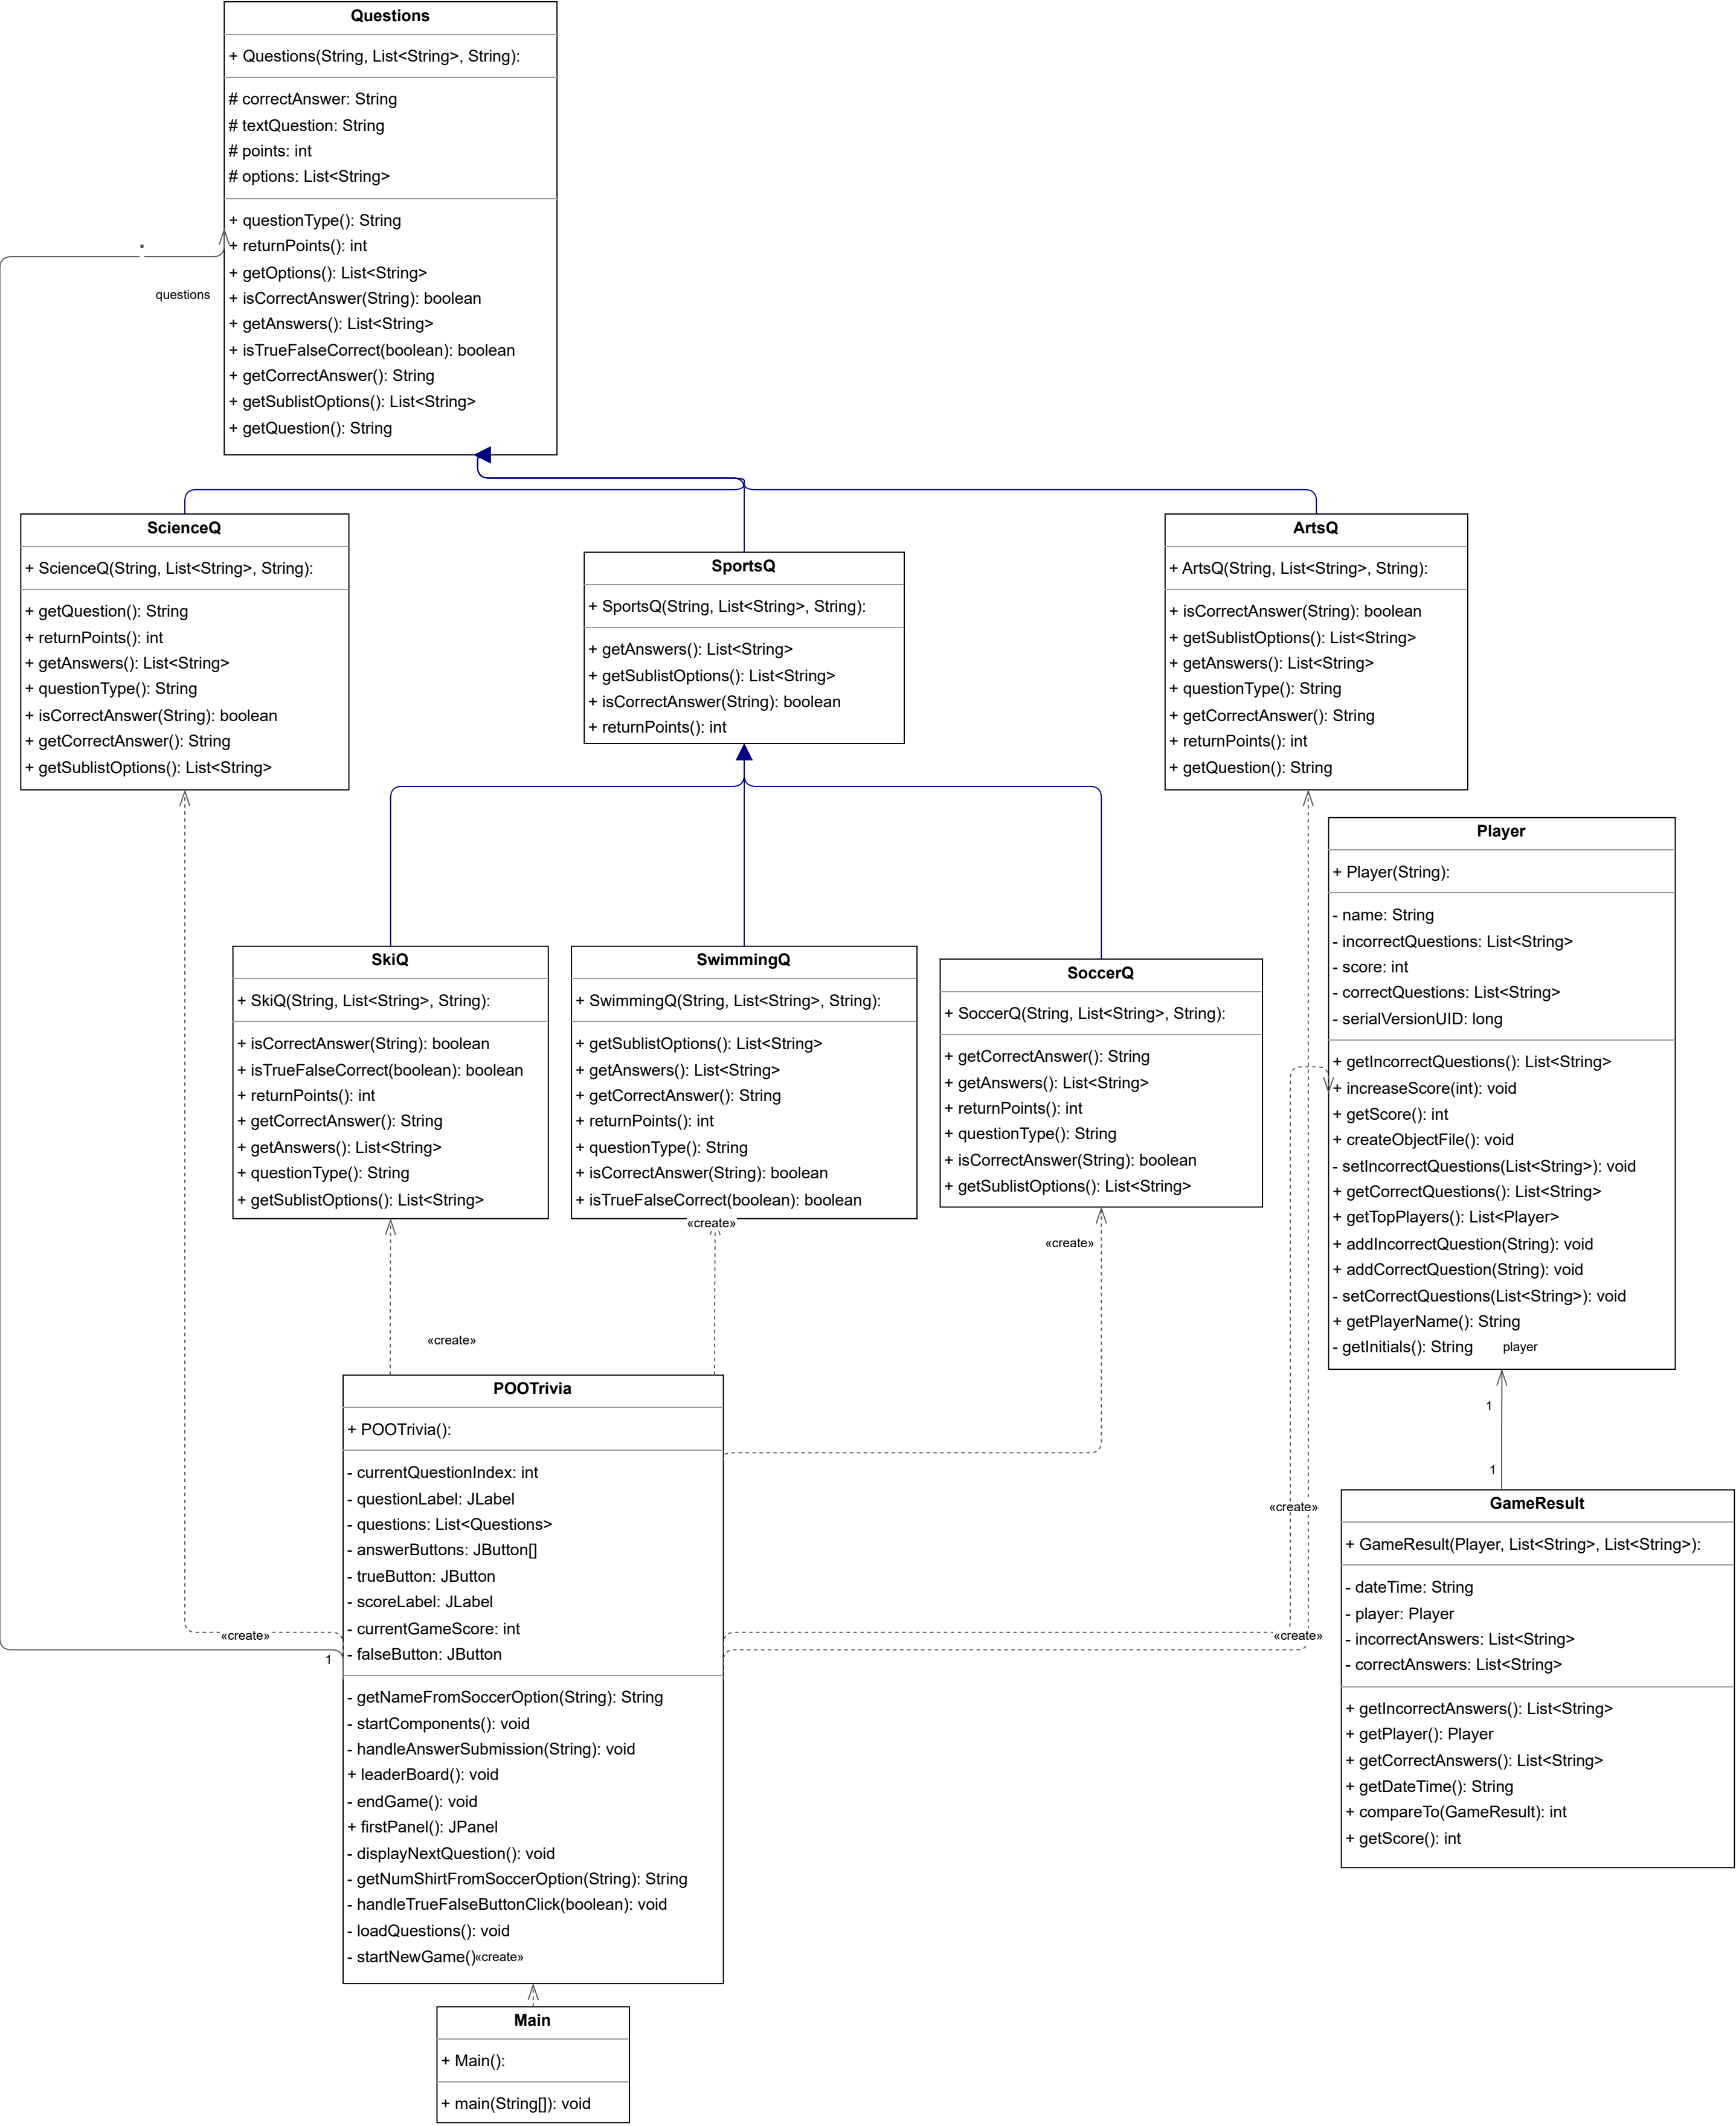 Questions
+ Questions(String, List<String>, String):
# correctAnswer: String
# textQuestion: String
# points: int
# options: List<String>
+ questionType(): String
+ returnPoints(): int
+ getOptions(): List<String>
+ isCorrectAnswer(String): boolean
+ getAnswers(): List<String>
+ isTrueFalseCorrect(boolean): boolean
+ getCorrectAnswer(): String
+ getSublistOptions(): List<String>
+ getQuestion(): String
*
questions
ScienceQ
+ ScienceQ(String, List<String>, String):
+ getQuestion(): String
+ returnPoints(): int
+ getAnswers(): List<String>
+ questionType(): String
+ isCorrectAnswer(String): boolean
+ getCorrectAnswer(): String
+ getSublistOptions(): List<String>
SportsQ
+ SportsQ(String, List<String>, String):
+ getAnswers(): List<String>
+ getSublistOptions(): List<String>
+ isCorrectAnswer(String): boolean
+ returnPoints(): int
ArtsQ
+ ArtsQ(String, List<String>, String):
+ isCorrectAnswer(String): boolean
+ getSublistOptions(): List<String>
+ getAnswers(): List<String>
+ questionType(): String
+ getCorrectAnswer(): String
+ returnPoints(): int
+ getQuestion(): String
Player
+ Player(String):
- name: String
- incorrectQuestions: List<String>
- score: int
- correctQuestions: List<String>
- serialVersionUID: long
+ getIncorrectQuestions(): List<String>
+ increaseScore(int): void
+ getScore(): int
+ createObjectFile(): void
- setIncorrectQuestions(List<String>): void
+ getCorrectQuestions(): List<String>
+ getTopPlayers(): List<Player>
+ addIncorrectQuestion(String): void
+ addCorrectQuestion(String): void
- setCorrectQuestions(List<String>): void
+ getPlayerName(): String
- getInitials(): String
player
SkiQ
+ SkiQ(String, List<String>, String):
+ isCorrectAnswer(String): boolean
+ isTrueFalseCorrect(boolean): boolean
+ returnPoints(): int
+ getCorrectAnswer(): String
+ getAnswers(): List<String>
+ questionType(): String
+ getSublistOptions(): List<String>
SwimmingQ
+ SwimmingQ(String, List<String>, String):
+ getSublistOptions(): List<String>
+ getAnswers(): List<String>
+ getCorrectAnswer(): String
+ returnPoints(): int
+ questionType(): String
+ isCorrectAnswer(String): boolean
+ isTrueFalseCorrect(boolean): boolean
«create»
SoccerQ
+ SoccerQ(String, List<String>, String):
+ getCorrectAnswer(): String
+ getAnswers(): List<String>
+ returnPoints(): int
+ questionType(): String
+ isCorrectAnswer(String): boolean
+ getSublistOptions(): List<String>
«create»
«create»
1
1
POOTrivia
+ POOTrivia():
- currentQuestionIndex: int
- questionLabel: JLabel
- questions: List<Questions>
- answerButtons: JButton[]
- trueButton: JButton
- scoreLabel: JLabel
- currentGameScore: int
- falseButton: JButton
- getNameFromSoccerOption(String): String
- startComponents(): void
- handleAnswerSubmission(String): void
+ leaderBoard(): void
- endGame(): void
+ firstPanel(): JPanel
- displayNextQuestion(): void
- getNumShirtFromSoccerOption(String): String
- handleTrueFalseButtonClick(boolean): void
- loadQuestions(): void
- startNewGame()
«create»
«create»
1
«create»
«create»
GameResult
+ GameResult(Player, List<String>, List<String>):
- dateTime: String
- player: Player
- incorrectAnswers: List<String>
- correctAnswers: List<String>
+ getIncorrectAnswers(): List<String>
+ getPlayer(): Player
+ getCorrectAnswers(): List<String>
+ getDateTime(): String
+ compareTo(GameResult): int
+ getScore(): int
Main
+ Main():
+ main(String[]): void